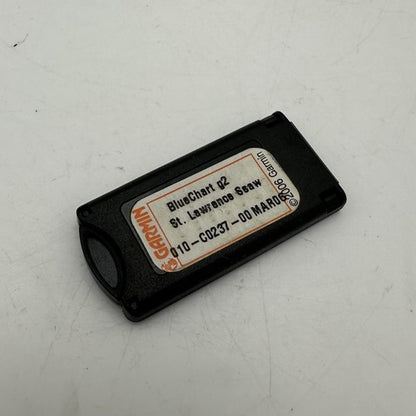 GARMIN
BlueChart g2
St. Lawrence Seaw
010-C0237-00 MAR06
©2006 Garmin